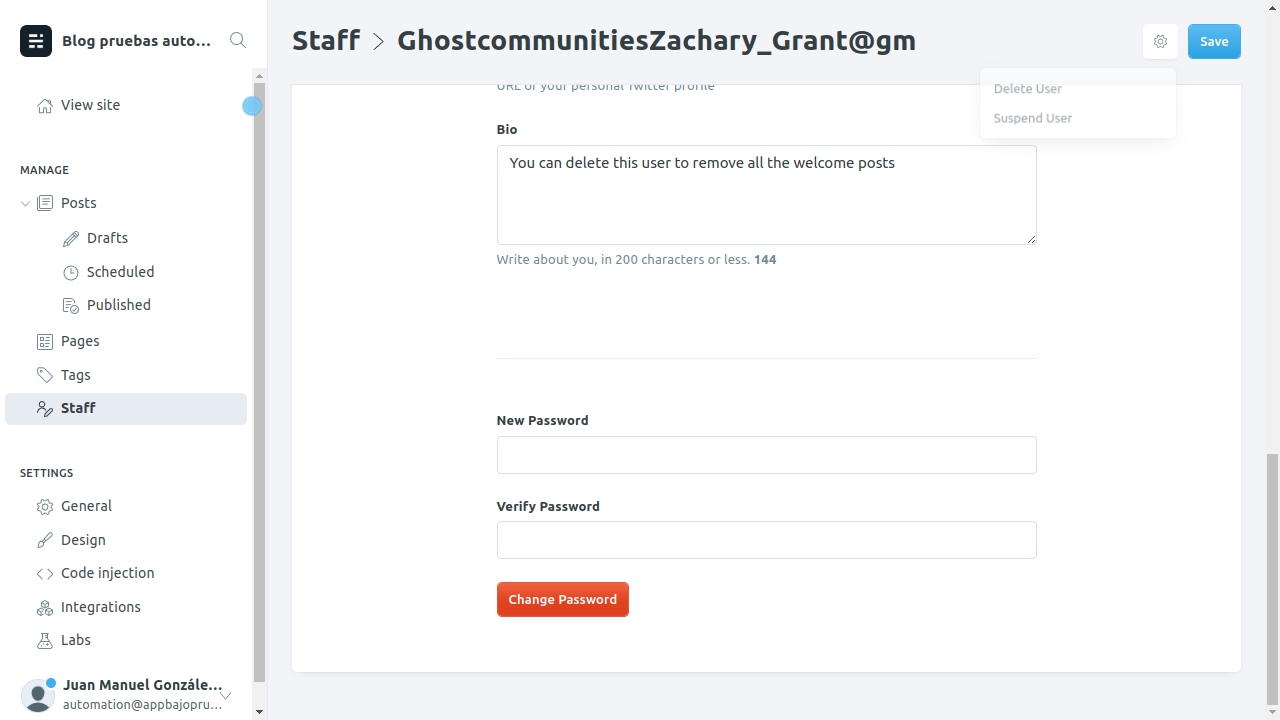 Blog pruebas auto...
Staff > GhostcommunitiesZachary_Grant@gm
Save
Delete User
Suspend User
View site
MANAGE
Posts
Drafts
Scheduled
Published
Pages
Tags
Staff
SETTINGS
General
Design
Code injection
Integrations
Labs
Juan Manuel Gonzále...
automation@appbajopru...
URL of your personal Twitter profile
Bio
You can delete this user to remove all the welcome posts
Write about you, in 200 characters or less. 144
New Password
Verify Password
Change Password